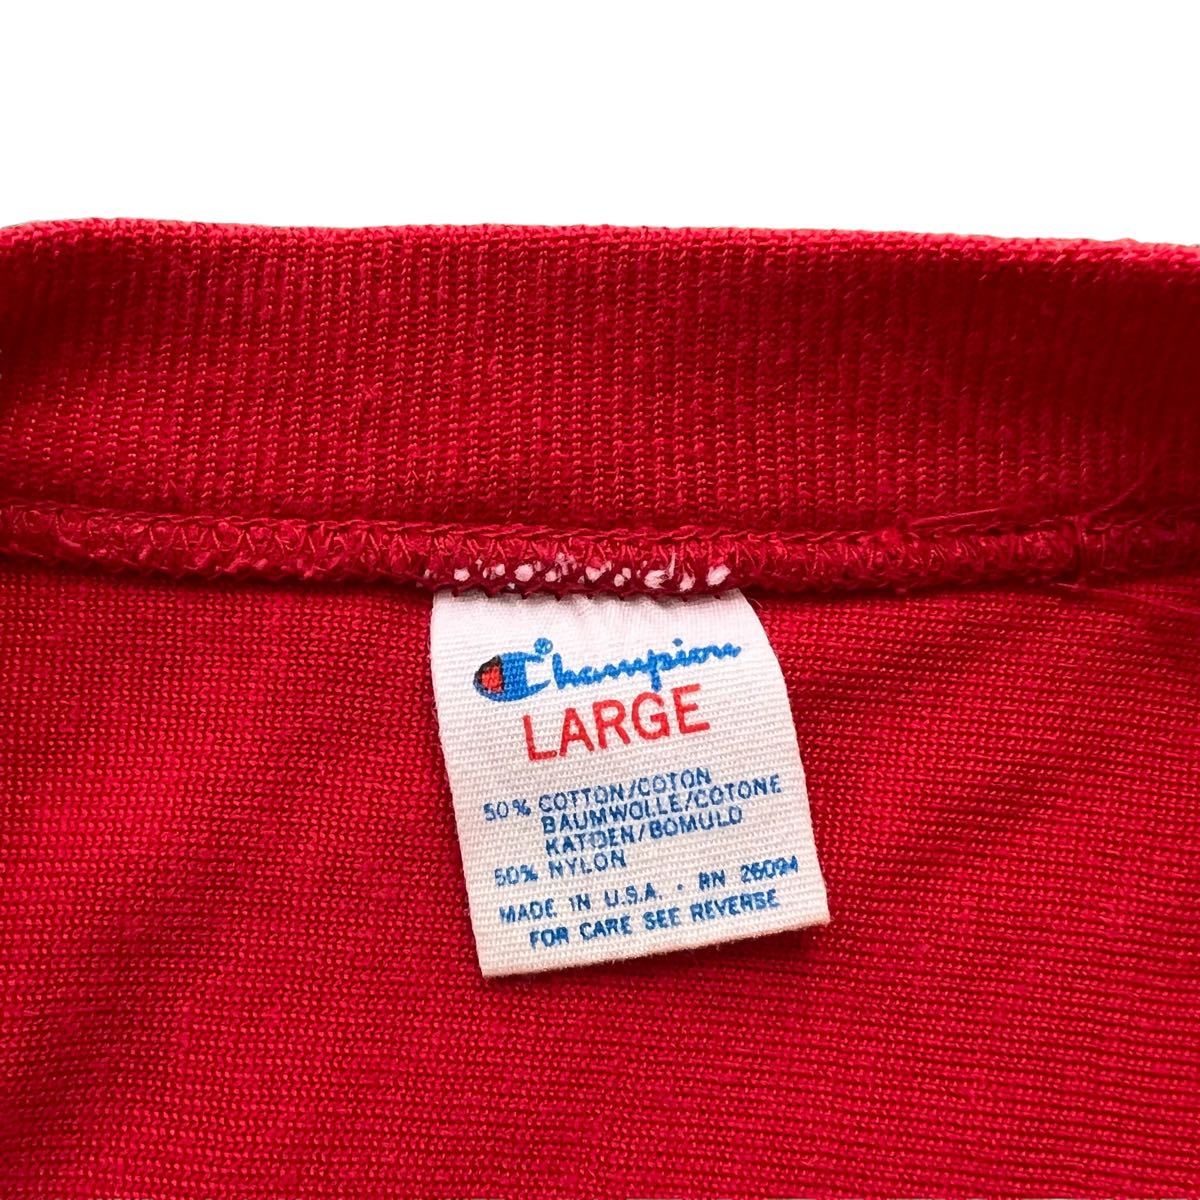 Champion®
LARGE
50% COTTON/COTON
BAUMWOLLE/COTONE
KATOEN/BOMULD
50% NYLON
MADE IN U.S.A. · RN 26094
FOR CARE SEE REVERSE